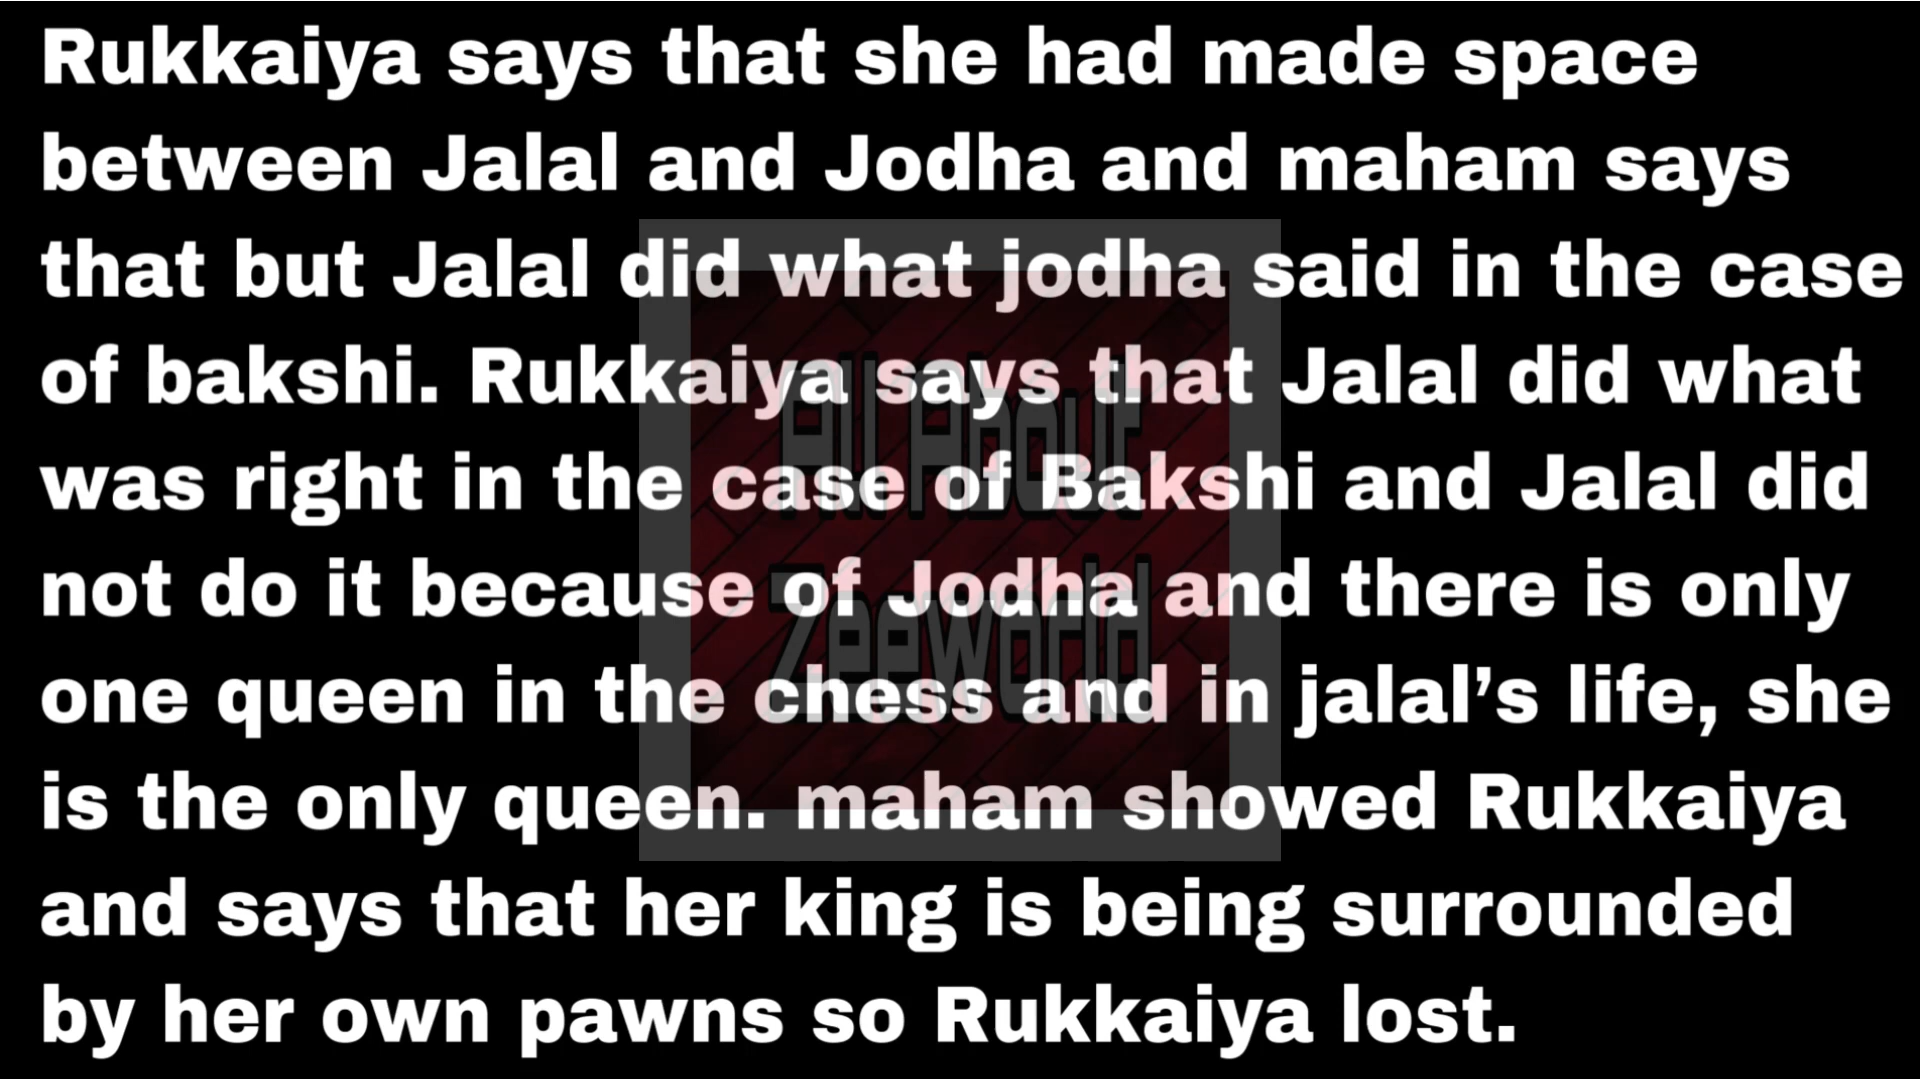 Rukkaiya says that she had made space
between Jalal and Jodha and maham says
that but Jalal did what jodha said in the case
of bakshi. Rukkaiya says that Jalal did what
was right in the case of Bakshi and Jalal did
not do it because of Jodha and there is only
one queen in the chess and in jalal’s life, she
is the only queen. maham showed Rukkaiya
and says that her king is being surrounded
by her own pawns so Rukkaiya lost.
All About
Zeeworld